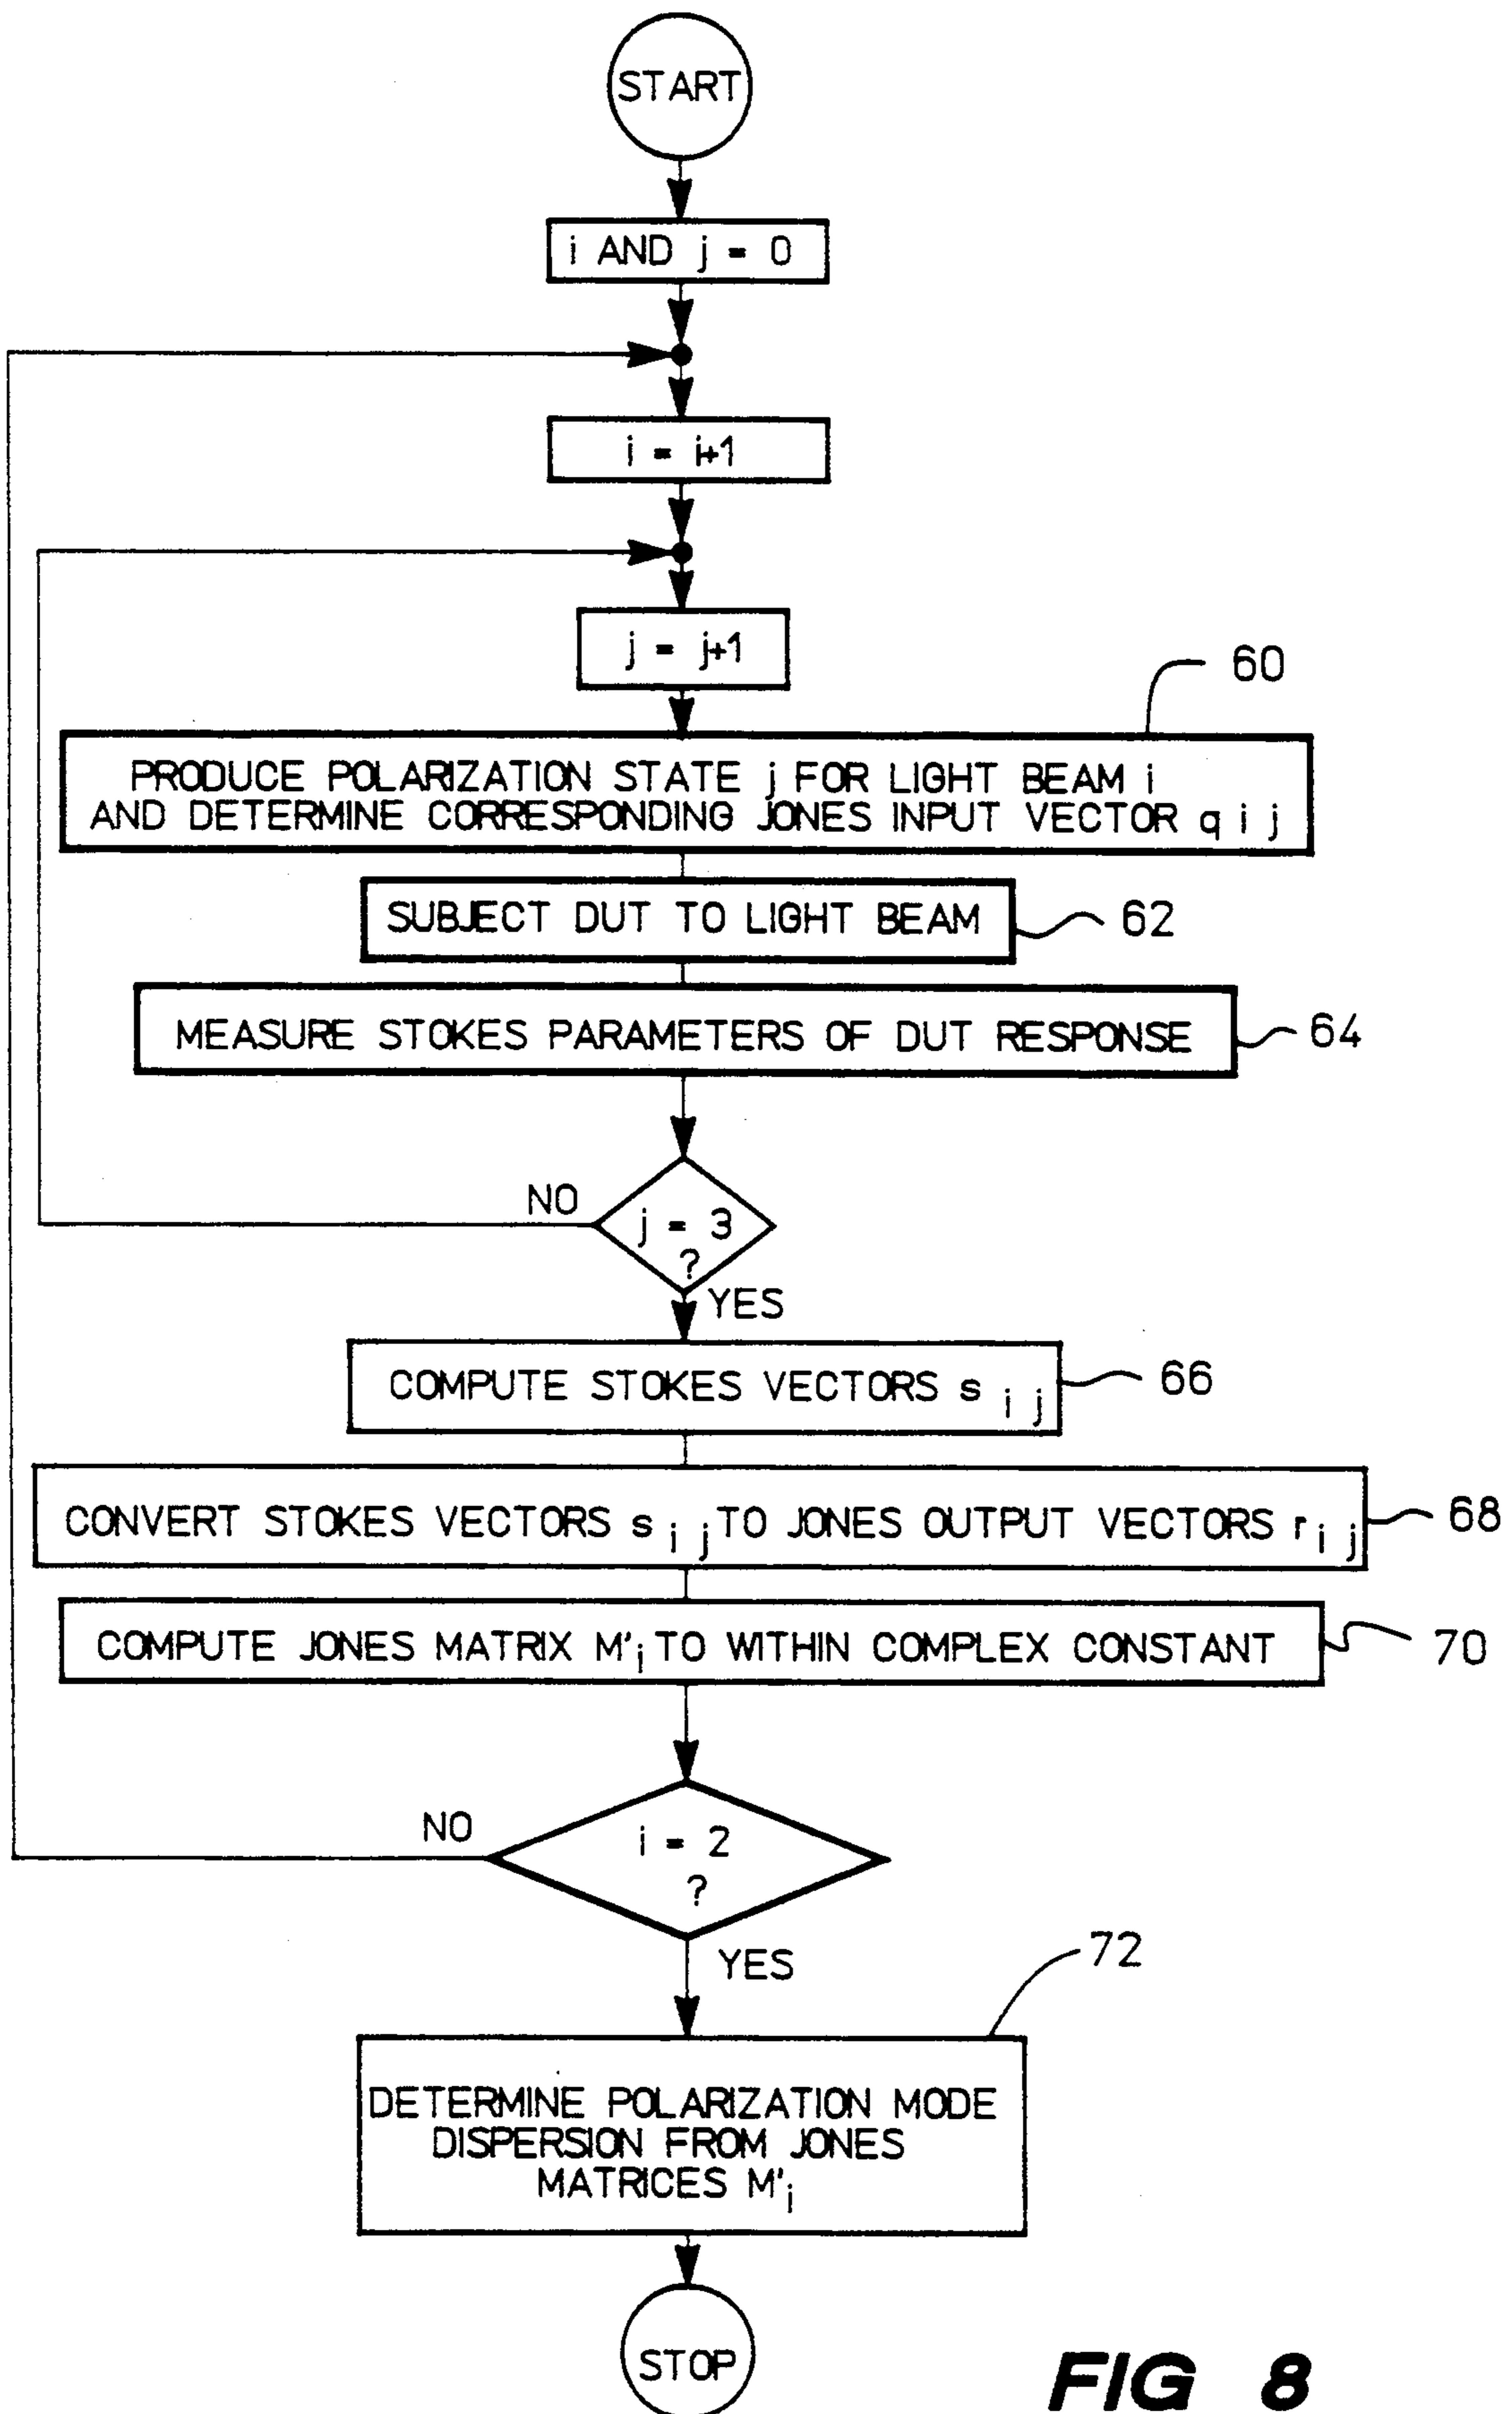 START
i AND j = 0
i = i+1
j = j+1
60
PRODUCE POLARIZATION STATE j FOR LIGHT BEAM i
AND DETERMINE CORRESPONDING JONES INPUT VECTOR q i j
SUBJECT DUT TO LIGHT BEAM
62
MEASURE STOKES PARAMETERS OF DUT RESPONSE
64
NO
j = 3
?
YES
COMPUTE STOKES VECTORS s i j
66
CONVERT STOKES VECTORS s i j TO JONES OUTPUT VECTORS r i j
68
COMPUTE JONES MATRIX M'i TO WITHIN COMPLEX CONSTANT
70
NO
i = 2
?
YES
72
DETERMINE POLARIZATION MODE
DISPERSION FROM JONES
MATRICES M'i
STOP
FIG 8